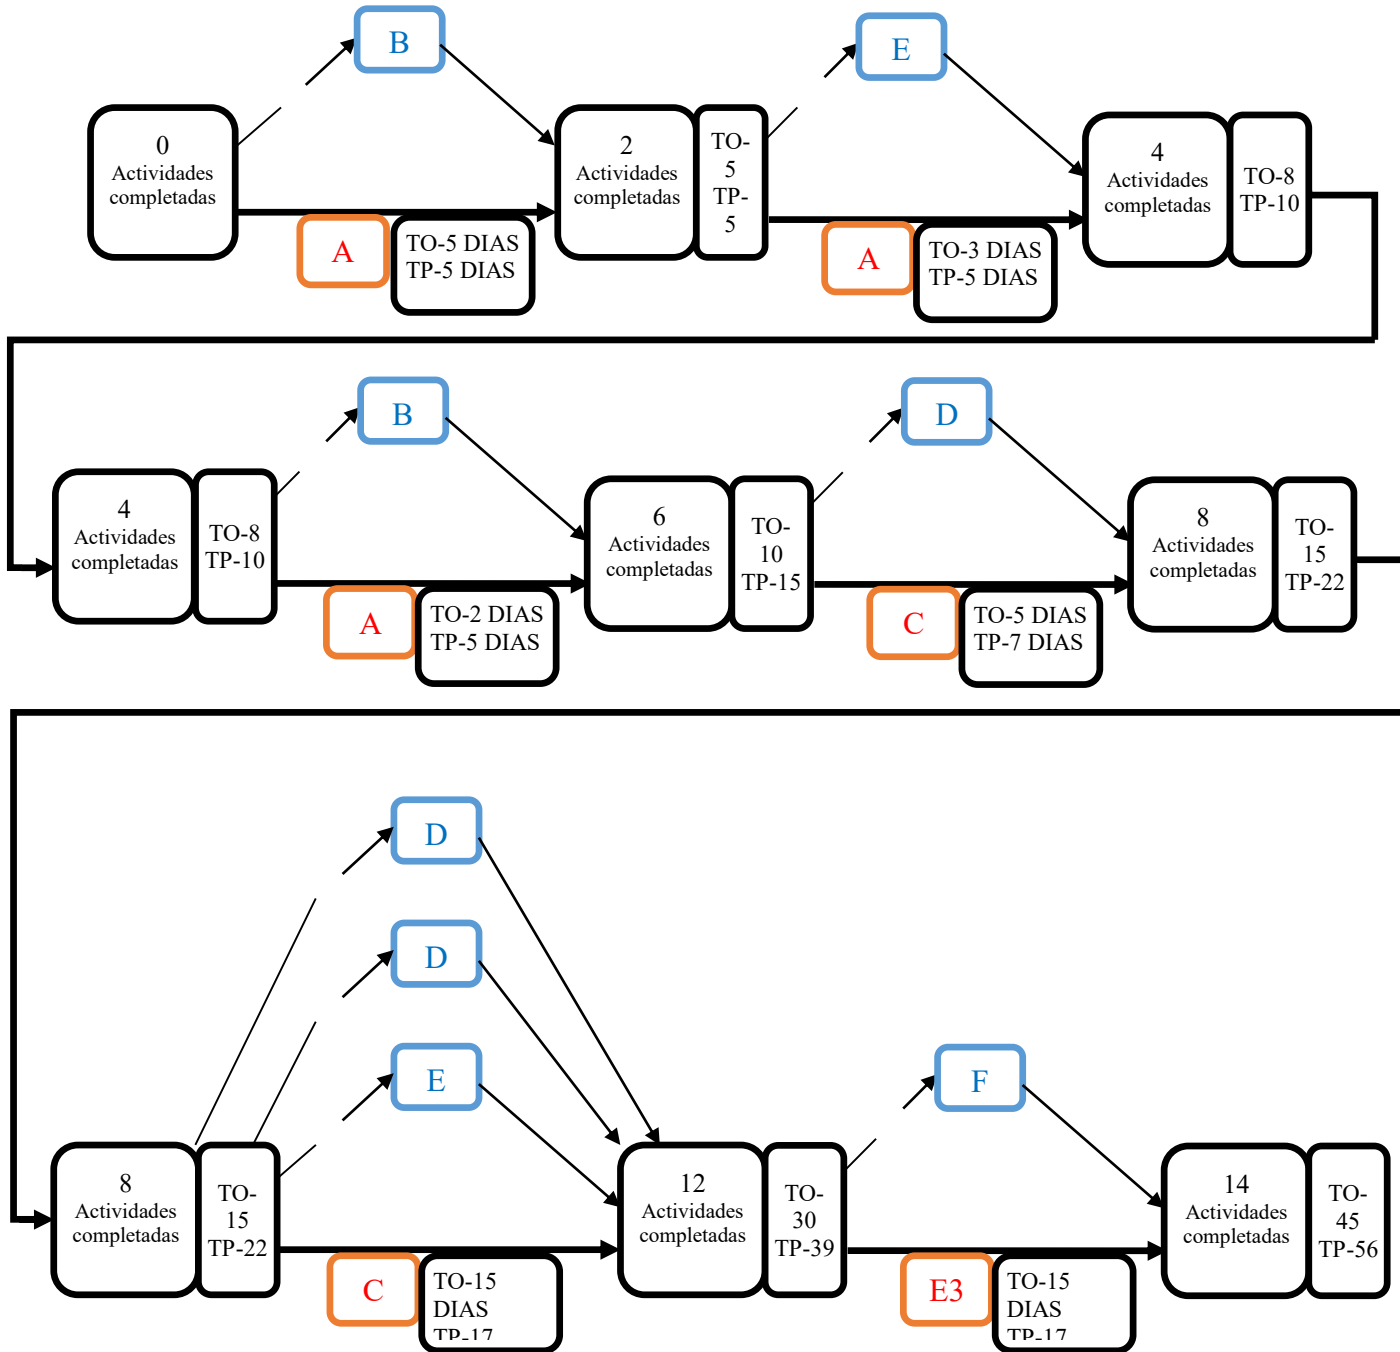 B
E
0
Actividades
completadas
2
Actividades
completadas
TO-
5
TP-
5
4
Actividades
completadas
TO-8
TP-10
A
TO-5 DIAS
TP-5 DIAS
A
TO-3 DIAS
TP-5 DIAS
B
D
4
Actividades
completadas
TO-8
TP-10
6
Actividades
completadas
TO-
10
TP-15
8
Actividades
completadas
TO-
15
TP-22
A
TO-2 DIAS
TP-5 DIAS
C
TO-5 DIAS
TP-7 DIAS
D
D
E
F
8
Actividades
completadas
TO-
15
TP-22
12
Actividades
completadas
TO-
30
TP-39
14
Actividades
completadas
TO-
45
TP-56
C
TO-15
DIAS
TP-17
E3
TO-15
DIAS
TP-17